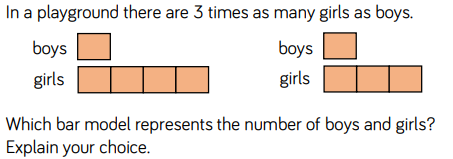 In a playground there are 3 times as many girls as boys.
boys boys
girls girls
Which bar model represents the number of boys and girls?
Explain your choice.